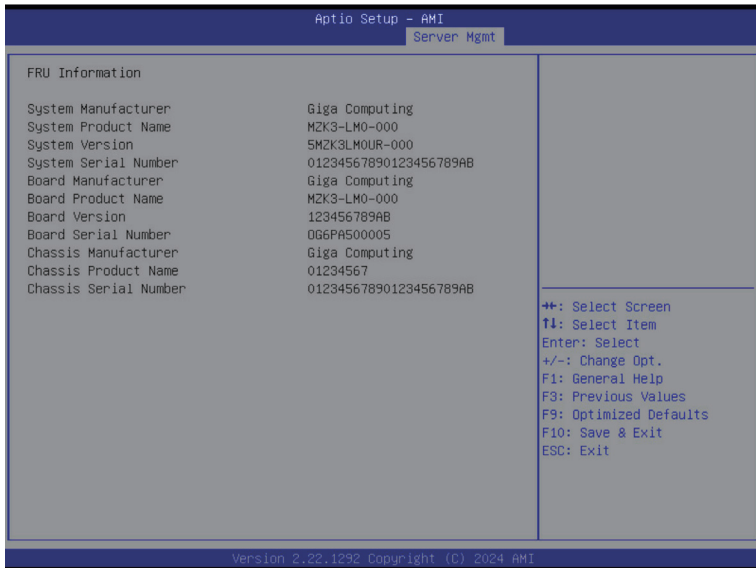 Aptio Setup – AMI
Server Mgmt
FRU Information
System Manufacturer Giga Computing
System Product Name MZK3-LM0-000
System Version 5MZK3LM0UR-000
System Serial Number 01234567890123456789AB
Board Manufacturer Giga Computing
Board Product Name MZK3-LM0-000
Board Version 123456789AB
Board Serial Number OG6PA500005
Chassis Manufacturer Giga Computing
Chassis Product Name 01234567
Chassis Serial Number 01234567890123456789AB
→←: Select Screen
↑↓: Select Item
Enter: Select
+/-: Change Opt.
F1: General Help
F3: Previous Values
F9: Optimized Defaults
F10: Save & Exit
ESC: Exit
Version 2.22.1292 Copyright (C) 2024 AMI